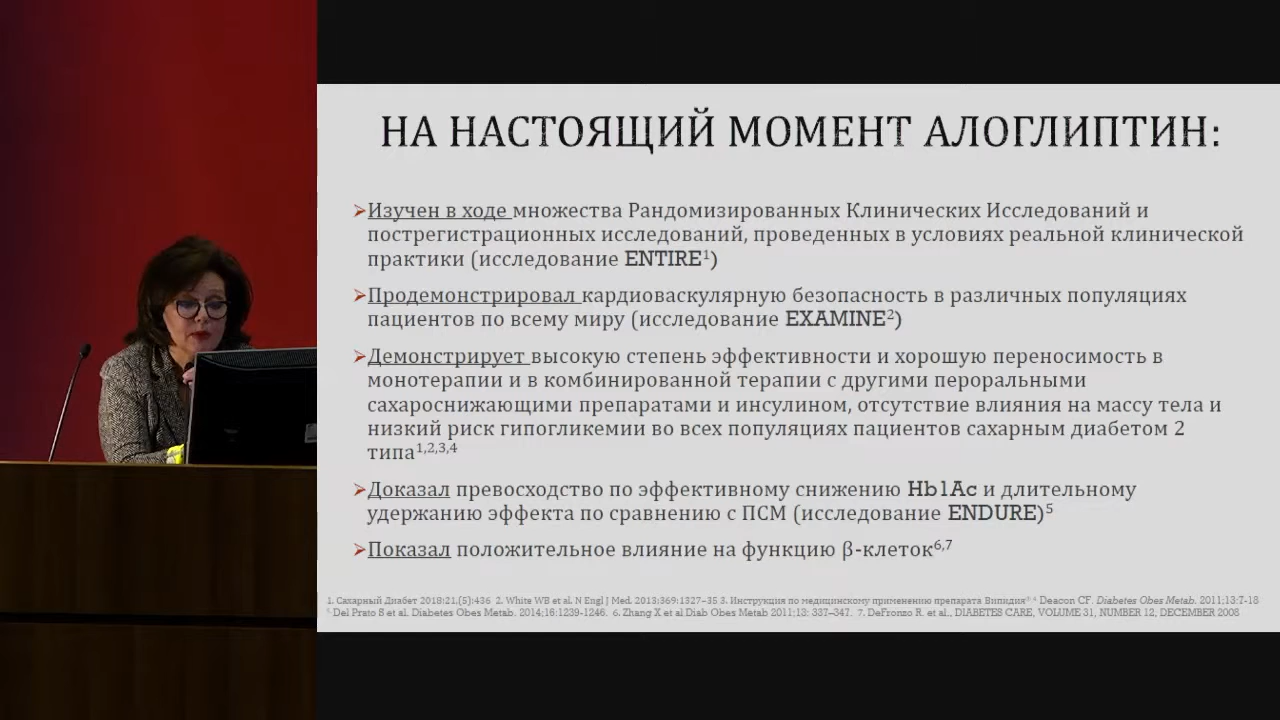 НА НАСТОЯЩИЙ МОМЕНТ АЛОГЛИПТИН:
➢Изучен в ходе множества Рандомизированных Клинических Исследований и
пострегистрационных исследований, проведенных в условиях реальной клинической
практики (исследование ENTIRE¹)
➢Продемонстрировал кардиоваскулярную безопасность в различных популяциях
пациентов по всему миру (исследование EXAMINE²)
➢Демонстрирует высокую степень эффективности и хорошую переносимость в
монотерапии и в комбинированной терапии с другими пероральными
сахароснижающими препаратами и инсулином, отсутствие влияния на массу тела и
низкий риск гипогликемии во всех популяциях пациентов сахарным диабетом 2
типа¹,²,³,⁴
➢Доказал превосходство по эффективному снижению Hb1Ac и длительному
удержанию эффекта по сравнению с ПСМ (исследование ENDURE)⁵
➢Показал положительное влияние на функцию β-клеток⁶,⁷
1. Сахарный Диабет 2018;21,(5):436 2. White WB et al. N Engl J Med. 2013;369:1327–35 3. Инструкция по медицинскому применению препарата Випидия®.⁴ Deacon CF. Diabetes Obes Metab. 2011;13:7-18
⁵ Del Prato S et al. Diabetes Obes Metab. 2014;16:1239-1246. 6. Zhang X et al Diab Obes Metab 2011;13: 337–347. 7. DeFronzo R. et al., DIABETES CARE, VOLUME 31, NUMBER 12, DECEMBER 2008